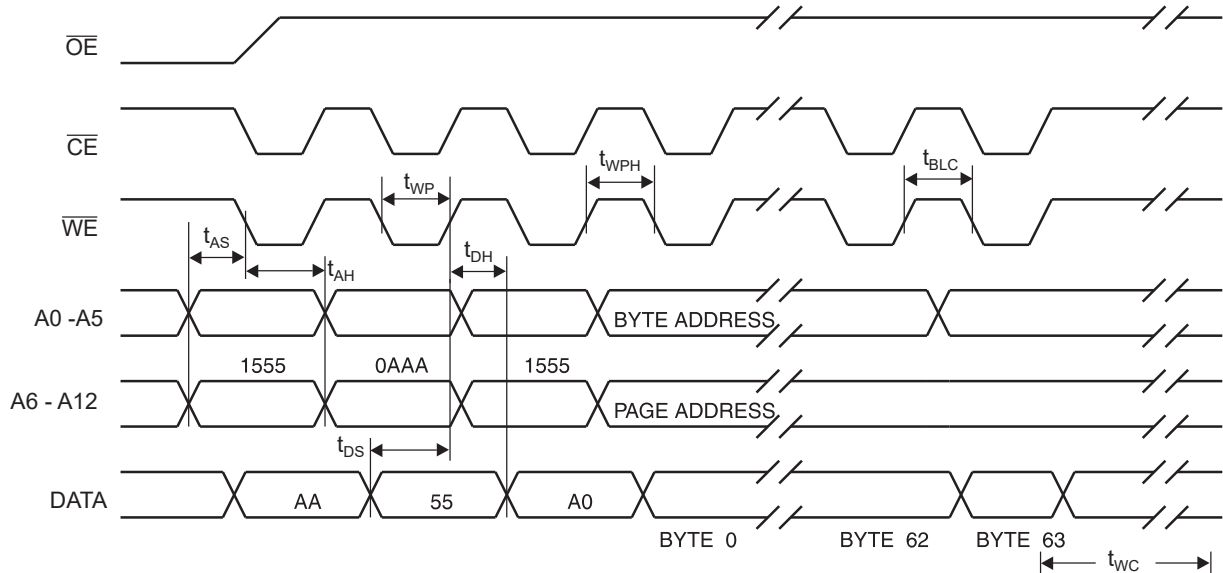 OE
CE
tWPH
tBLC
tWP
WE
tAS
tDH
tAH
A0 -A5
BYTE ADDRESS
1555 0AAA 1555
A6 - A12
PAGE ADDRESS
tDS
DATA
AA 55 A0
BYTE 0 BYTE 62 BYTE 63
tWC